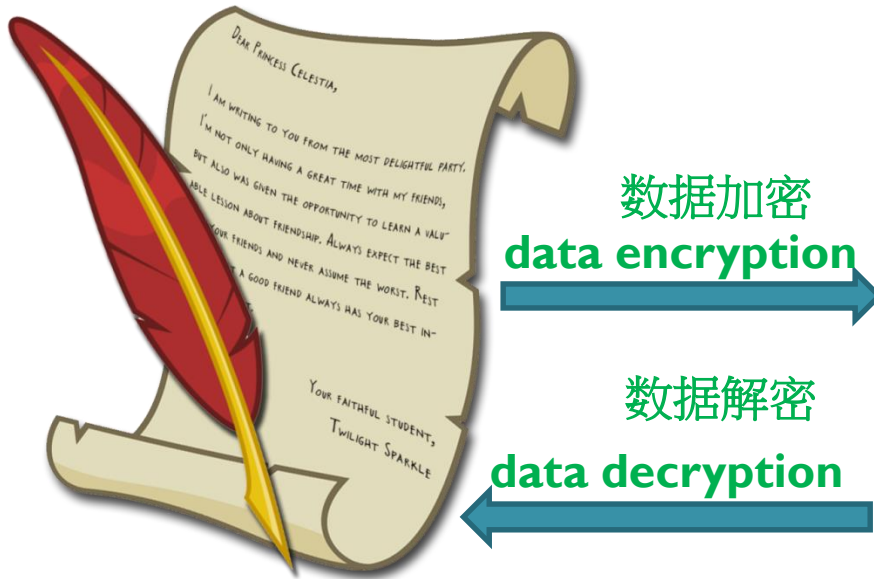 Dear Princess Celestia,
I am writing to you from the most delightful party.
I'm not only having a great time with my friends,
but also was given the opportunity to learn a valu-
able lesson about friendship. Always expect the best
your friends and never assume the worst. Rest
a good friend always has your best in-
Your faithful student,
Twilight Sparkle
数据加密
data encryption
数据解密
data decryption